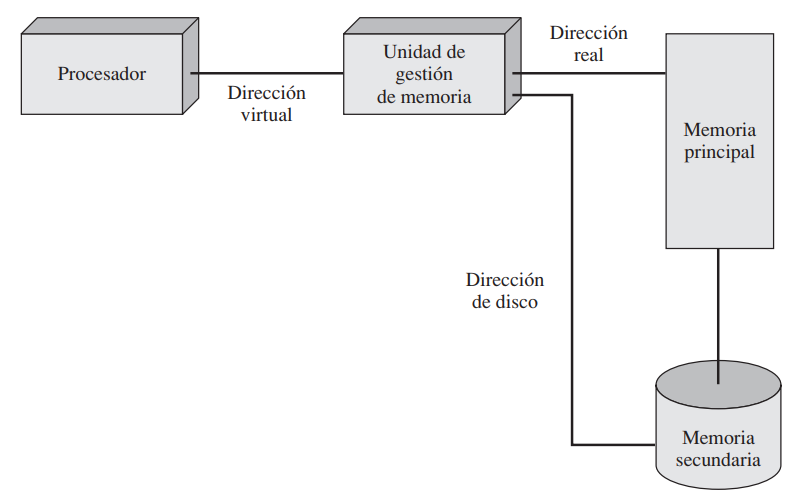 Procesador
Dirección
virtual
Unidad de
gestión
de memoria
Dirección
real
Memoria
principal
Dirección
de disco
Memoria
secundaria